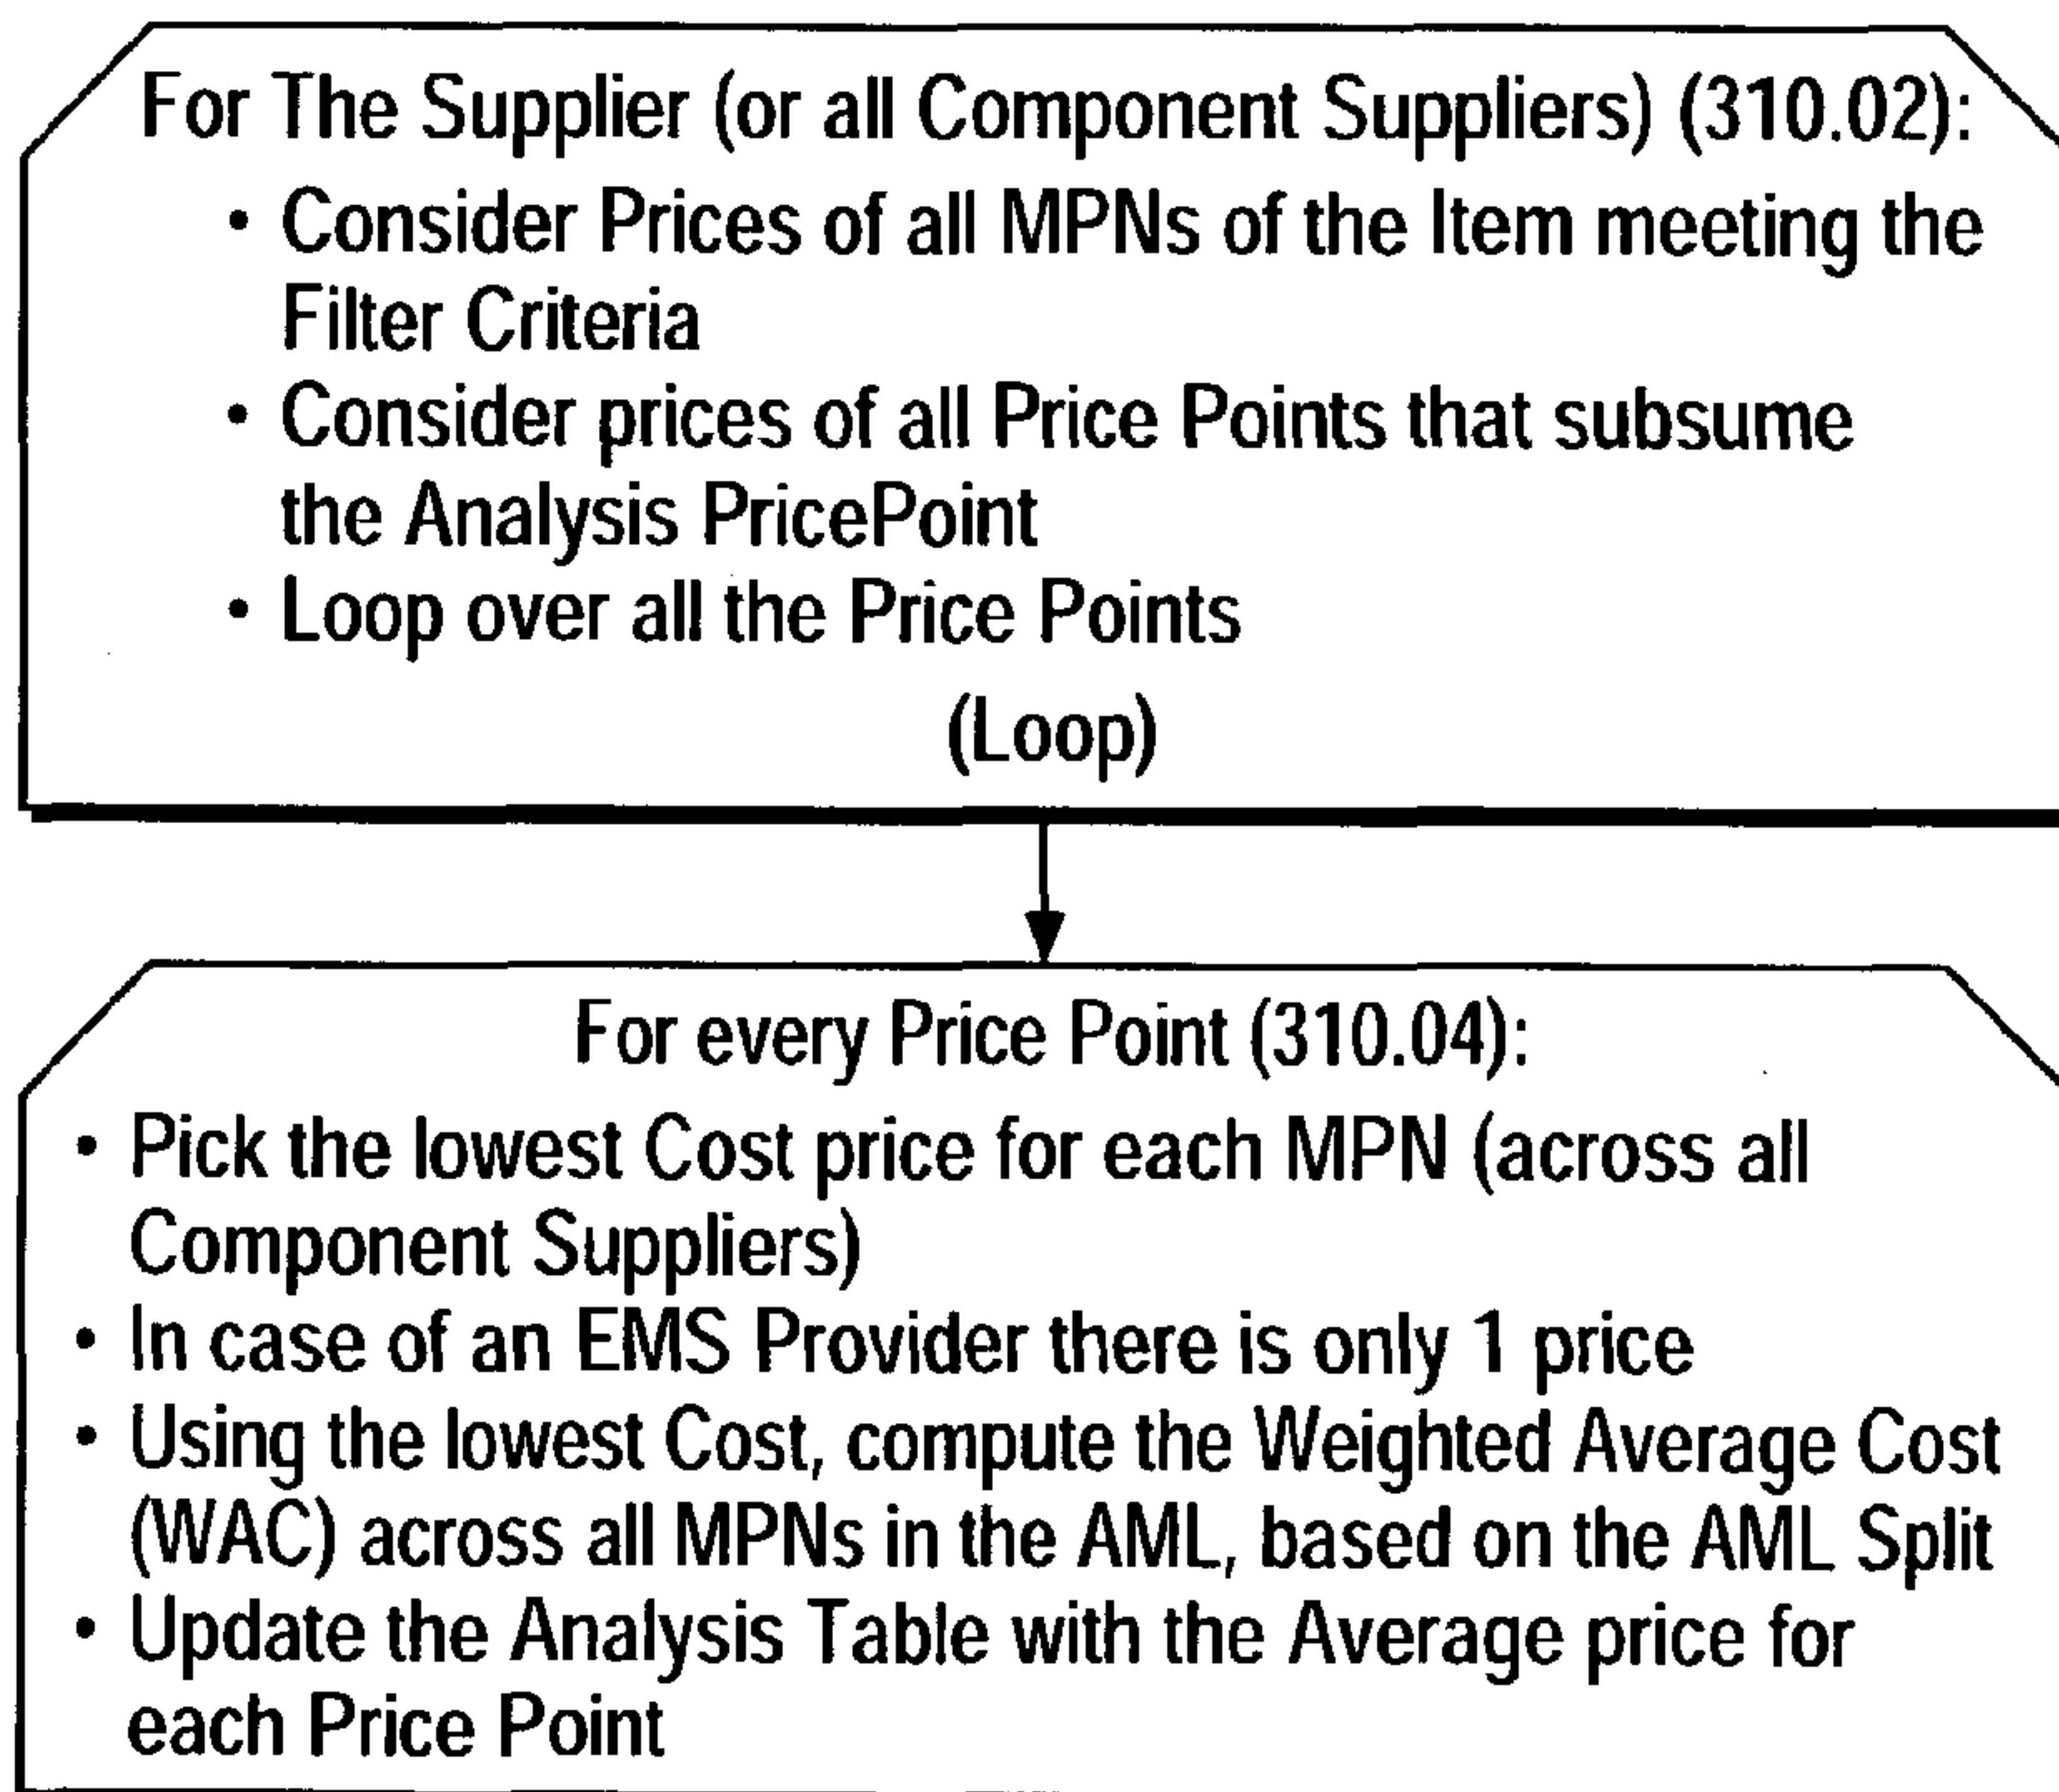 For The Supplier (or all Component Suppliers) (310.02):
• Consider Prices of all MPNs of the Item meeting the
Filter Criteria
• Consider prices of all Price Points that subsume
the Analysis PricePoint
• Loop over all the Price Points
(Loop)
For every Price Point (310.04):
• Pick the lowest Cost price for each MPN (across all
Component Suppliers)
• In case of an EMS Provider there is only 1 price
• Using the lowest Cost, compute the Weighted Average Cost
(WAC) across all MPNs in the AML, based on the AML Split
• Update the Analysis Table with the Average price for
each Price Point